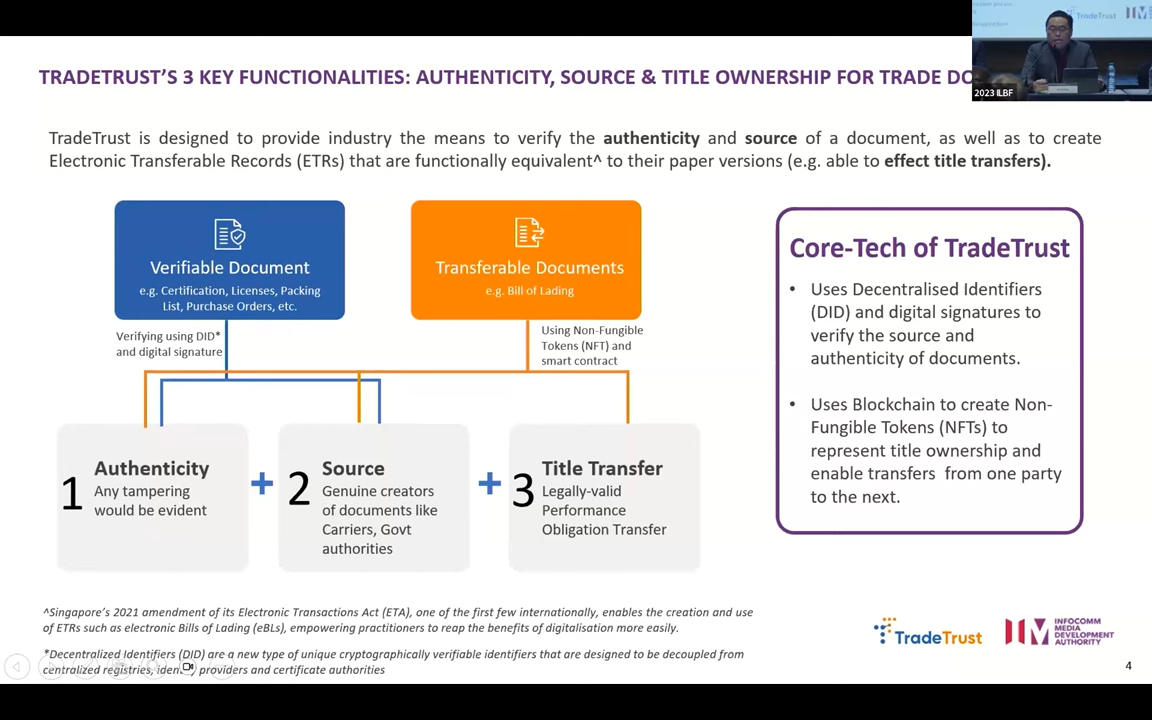 TRADETRUST'S 3 KEY FUNCTIONALITIES: AUTHENTICITY, SOURCE & TITLE OWNERSHIP FOR TRADE
TradeTrust
2023 ILBF
TradeTrust is designed to provide industry the means to verify the authenticity and source of a document, as well as to create
Electronic Transferable Records (ETRs) that are functionally equivalent^ to their paper versions (e.g. able to effect title transfers).
Verifiable Document
e.g. Certification, Licenses, Packing
List, Purchase Orders, etc.
Transferable Documents
e.g. Bill of Lading
Verifying using DID*
and digital signature
Using Non-Fungible
Tokens (NFT) and
smart contract
1
Authenticity
Any tampering
would be evident
+
2
Source
Genuine creators
of documents like
Carriers, Govt
authorities
+
3
Title Transfer
Legally-valid
Performance
Obligation Transfer
Core-Tech of TradeTrust
• Uses Decentralised Identifiers
(DID) and digital signatures to
verify the source and
authenticity of documents.
• Uses Blockchain to create Non-
Fungible Tokens (NFTs) to
represent title ownership and
enable transfers from one party
to the next.
^Singapore's 2021 amendment of its Electronic Transactions Act (ETA), one of the first few internationally, enables the creation and use
of ETRs such as electronic Bills of Lading (eBLs), empowering practitioners to reap the benefits of digitalisation more easily.
*Decentralized Identifiers (DID) are a new type of unique cryptographically verifiable identifiers that are designed to be decoupled from
centralized registries, providers and certificate authorities
TradeTrust
INFOCOMM
MEDIA
DEVELOPMENT
AUTHORITY
4